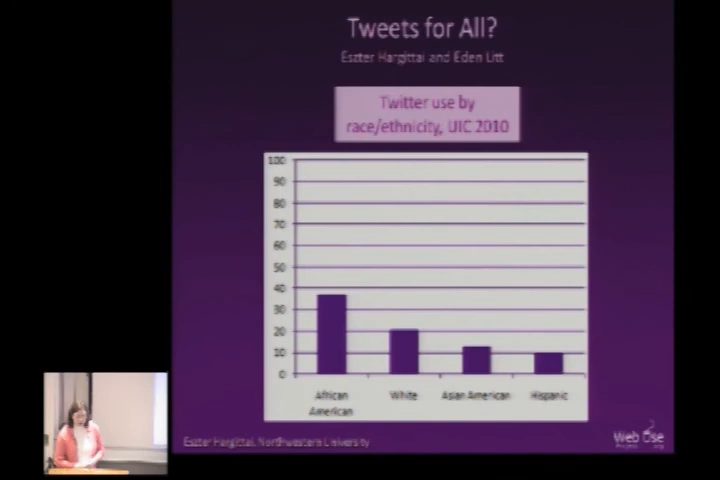 Tweets for All?
Eszter Hargittai and Eden Litt
Twitter use by
race/ethnicity, UIC 2010
100
90
80
70
60
50
40
30
20
10
0
African American
White
Asian American
Hispanic
Eszter Hargittai, Northwestern University
Web Use